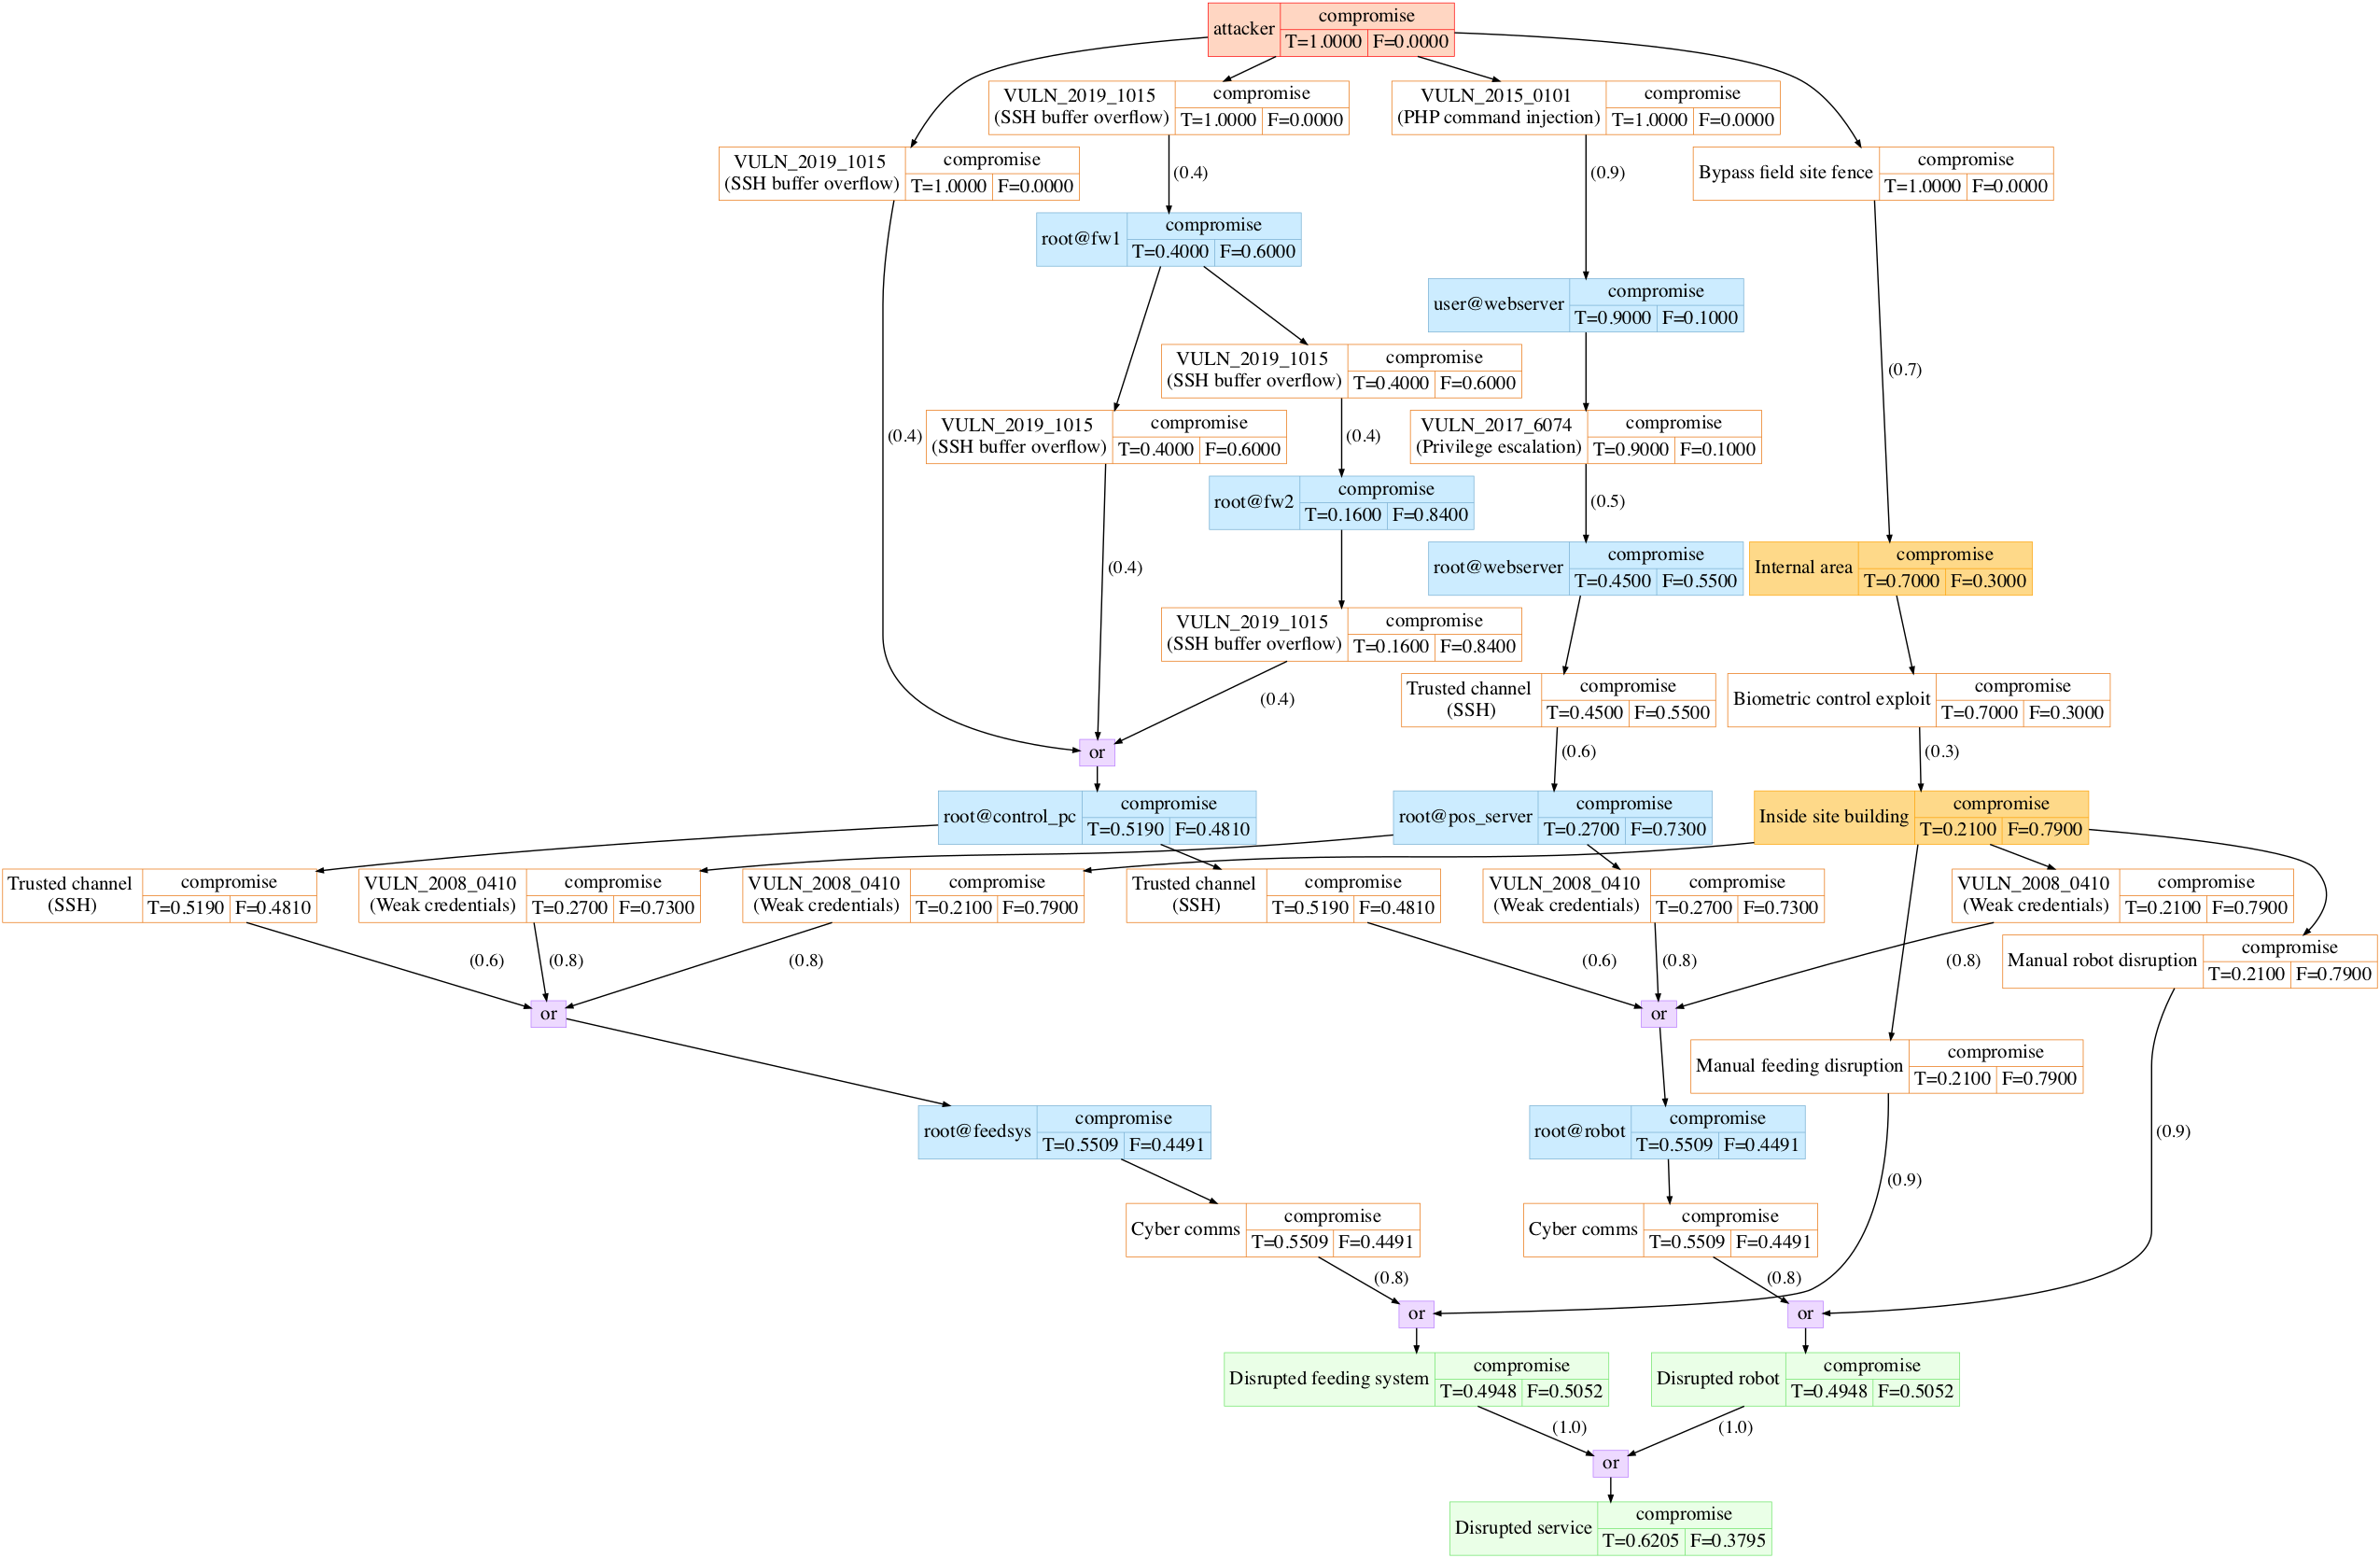 attacker
compromise
T=1.0000 F=0.0000
VULN_2019_1015
(SSH buffer overflow)
compromise
T=1.0000 F=0.0000
VULN_2015_0101
(PHP command injection)
compromise
T=1.0000 F=0.0000
VULN_2019_1015
(SSH buffer overflow)
compromise
T=1.0000 F=0.0000
(0.4)
(0.9)
Bypass field site fence
compromise
T=1.0000 F=0.0000
root@fw1
compromise
T=0.4000 F=0.6000
user@webserver
compromise
T=0.9000 F=0.1000
VULN_2019_1015
(SSH buffer overflow)
compromise
T=0.4000 F=0.6000
(0.7)
(0.4)
VULN_2019_1015
(SSH buffer overflow)
compromise
T=0.4000 F=0.6000
(0.4)
VULN_2017_6074
(Privilege escalation)
compromise
T=0.9000 F=0.1000
root@fw2
compromise
T=0.1600 F=0.8400
(0.5)
(0.4)
root@webserver
compromise
T=0.4500 F=0.5500
Internal area
compromise
T=0.7000 F=0.3000
VULN_2019_1015
(SSH buffer overflow)
compromise
T=0.1600 F=0.8400
(0.4)
Trusted channel
(SSH)
compromise
T=0.4500 F=0.5500
Biometric control exploit
compromise
T=0.7000 F=0.3000
or
(0.6)
(0.3)
root@control_pc
compromise
T=0.5190 F=0.4810
root@pos_server
compromise
T=0.2700 F=0.7300
Inside site building
compromise
T=0.2100 F=0.7900
Trusted channel
(SSH)
compromise
T=0.5190 F=0.4810
VULN_2008_0410
(Weak credentials)
compromise
T=0.2700 F=0.7300
VULN_2008_0410
(Weak credentials)
compromise
T=0.2100 F=0.7900
Trusted channel
(SSH)
compromise
T=0.5190 F=0.4810
VULN_2008_0410
(Weak credentials)
compromise
T=0.2700 F=0.7300
VULN_2008_0410
(Weak credentials)
compromise
T=0.2100 F=0.7900
(0.6)
(0.8)
(0.8)
(0.6)
(0.8)
(0.8)
Manual robot disruption
compromise
T=0.2100 F=0.7900
or
or
Manual feeding disruption
compromise
T=0.2100 F=0.7900
root@feedsys
compromise
T=0.5509 F=0.4491
root@robot
compromise
T=0.5509 F=0.4491
(0.9)
(0.9)
Cyber comms
compromise
T=0.5509 F=0.4491
Cyber comms
compromise
T=0.5509 F=0.4491
(0.8)
(0.8)
or
or
Disrupted feeding system
compromise
T=0.4948 F=0.5052
Disrupted robot
compromise
T=0.4948 F=0.5052
(1.0)
(1.0)
or
Disrupted service
compromise
T=0.6205 F=0.3795